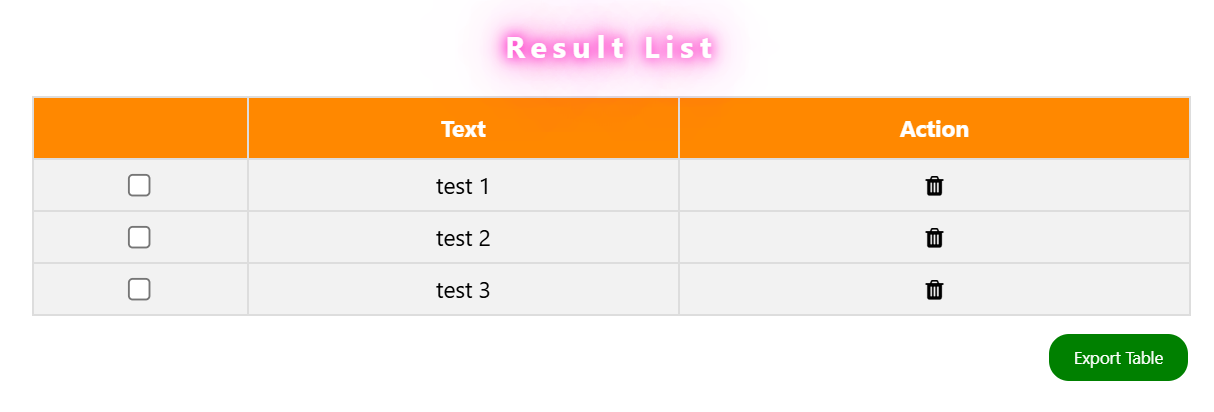 Result List
Text Action
test 1
test 2
test 3
Export Table